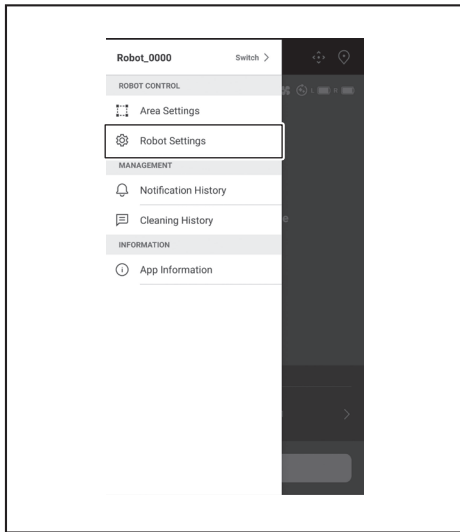 Robot_0000 Switch >
ROBOT CONTROL
Area Settings
Robot Settings
MANAGEMENT
Notification History
Cleaning History
INFORMATION
App Information
L R
e